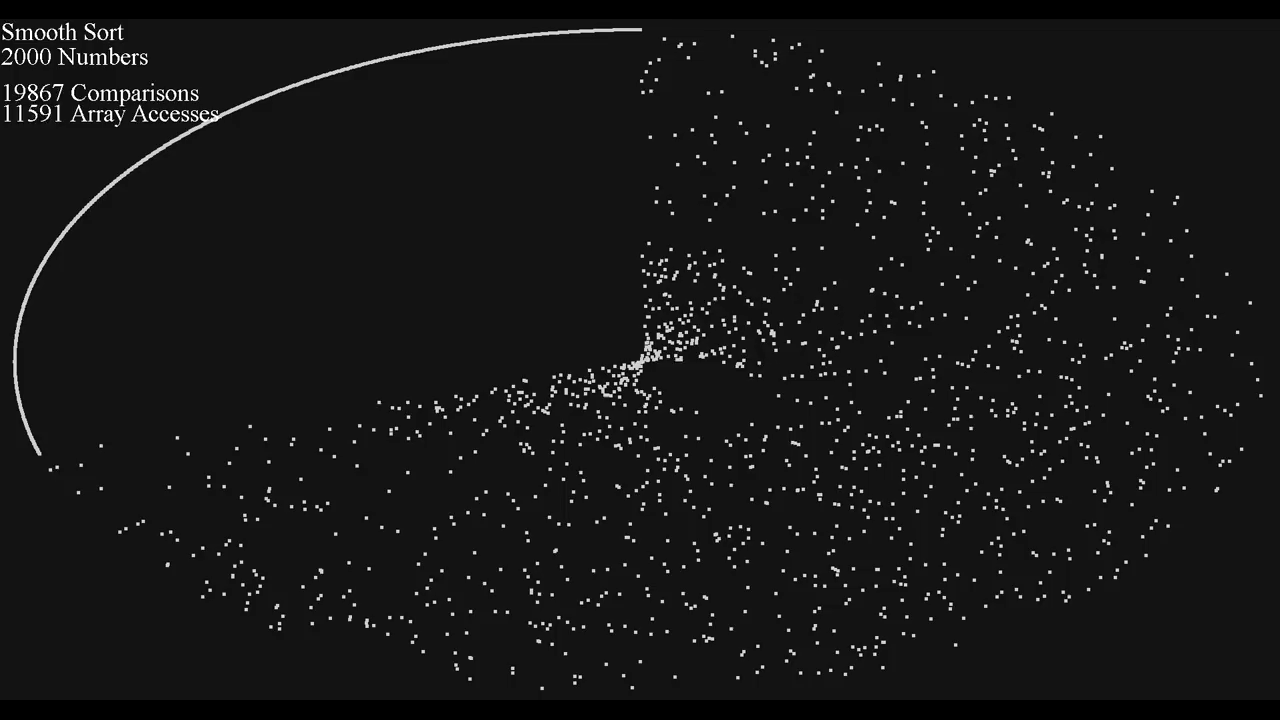 Smooth Sort
2000 Numbers
19867 Comparisons
11591 Array Accesses